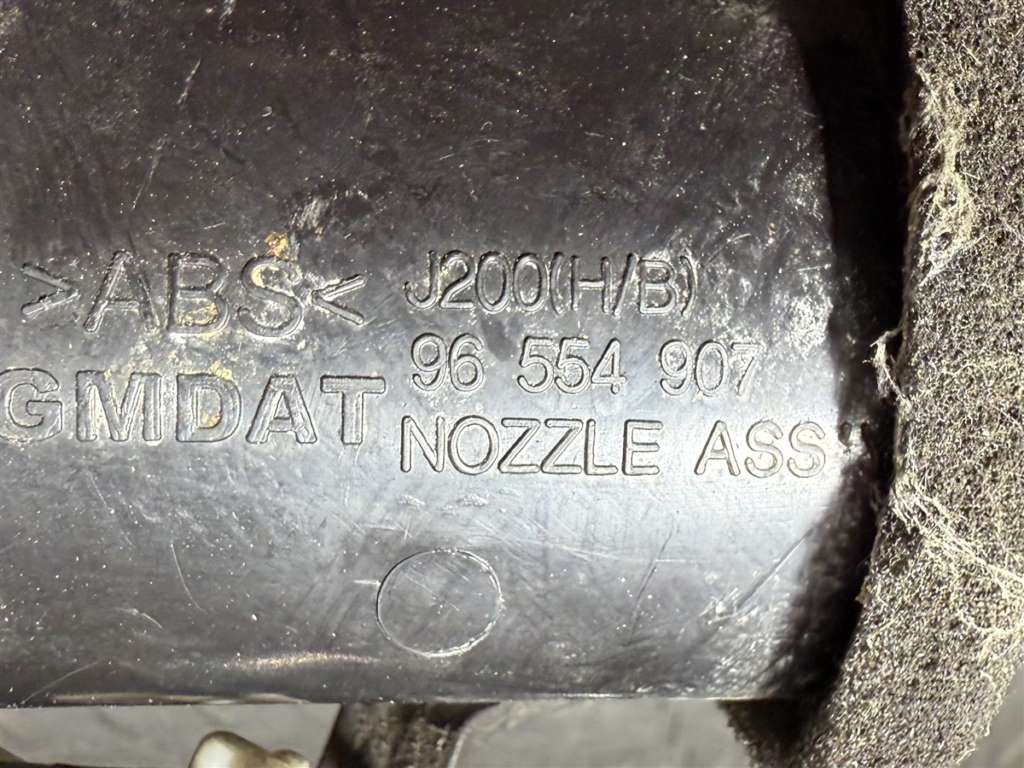 >ABS<
GMDAT
J200(H/B)
96 554 907
NOZZLE ASS